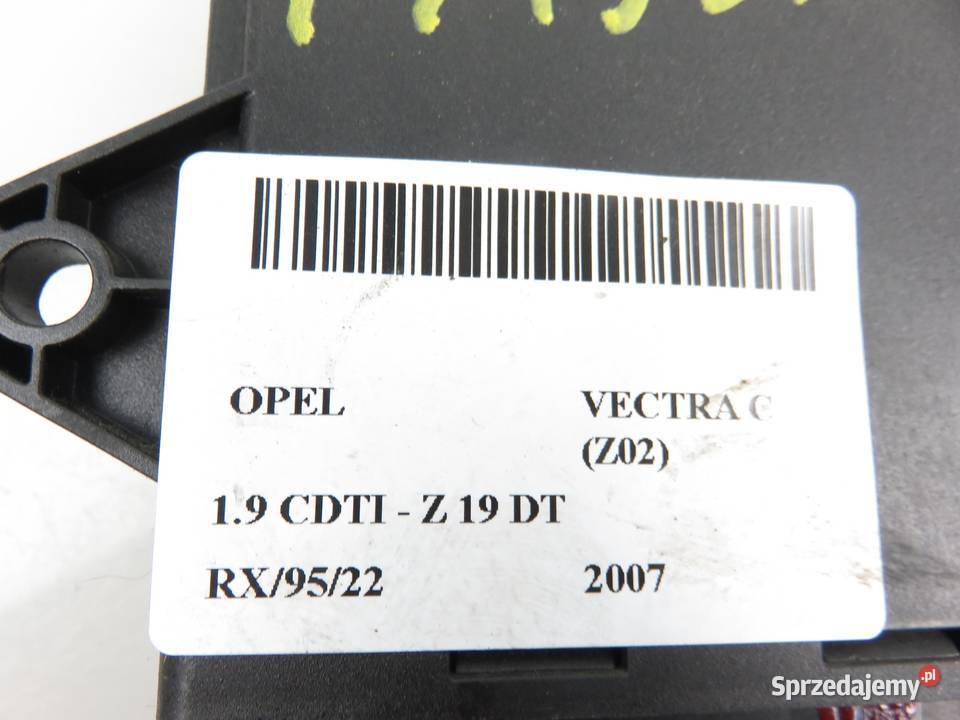 OPEL VECTRA C
(Z02)
1.9 CDTI - Z 19 DT
RX/95/22 2007
Sprzedajemy.pl